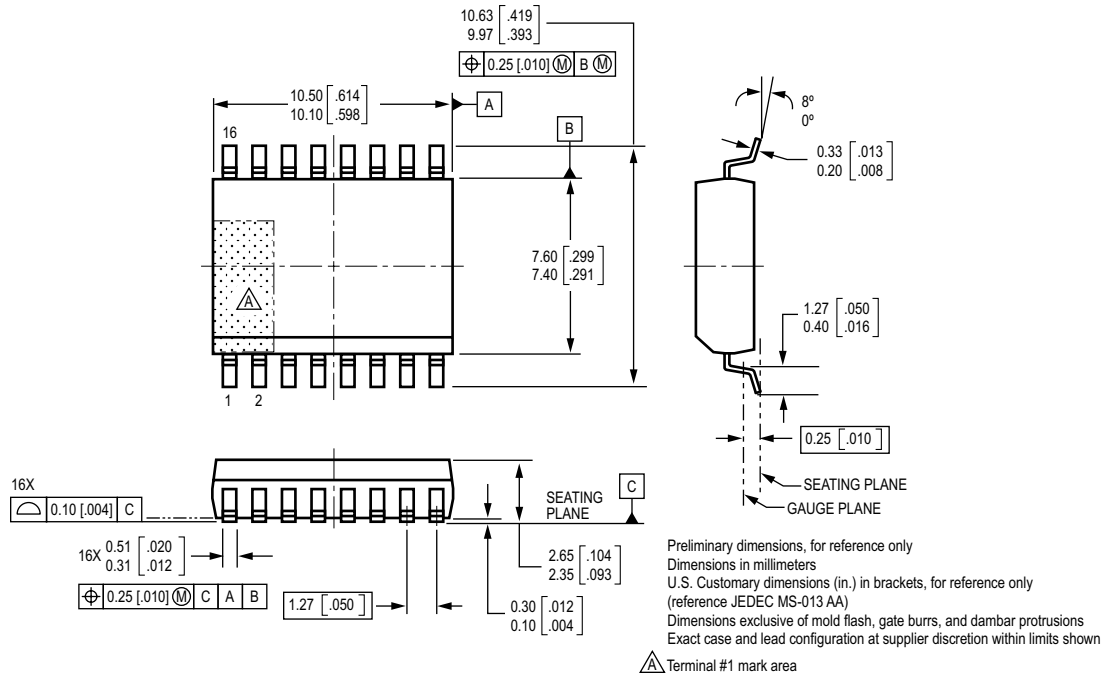 10.63 [.419]
9.97 [.393]
⌖ 0.25 [.010] Ⓜ B Ⓜ
10.50 [.614]
10.10 [.598]
A
8º
0º
16
B
0.33 [.013]
0.20 [.008]
7.60 [.299]
7.40 [.291]
A
1.27 [.050]
0.40 [.016]
1 2
0.25 [.010]
SEATING PLANE
GAUGE PLANE
16X
⌓ 0.10 [.004] C
SEATING
PLANE
C
16X 0.51 [.020]
0.31 [.012]
⌖ 0.25 [.010] Ⓜ C A B
1.27 [.050]
2.65 [.104]
2.35 [.093]
0.30 [.012]
0.10 [.004]
Preliminary dimensions, for reference only
Dimensions in millimeters
U.S. Customary dimensions (in.) in brackets, for reference only
(reference JEDEC MS-013 AA)
Dimensions exclusive of mold flash, gate burrs, and dambar protrusions
Exact case and lead configuration at supplier discretion within limits shown
A Terminal #1 mark area